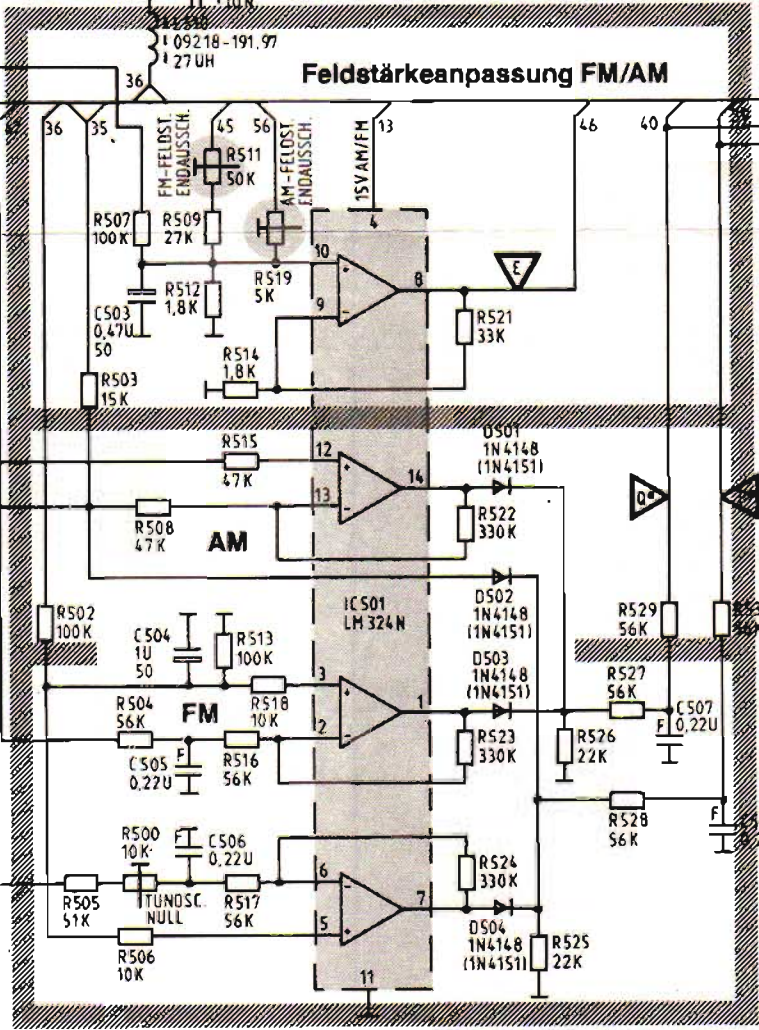 09218-191.97
27UH
36
Feldstärkeanpassung FM/AM
36
35
45
56
13
46
40
FM-FELDST.
ENDAUSSCH.
AM-FELDST.
ENDAUSSCH.
15V AM/FM
R511
50K
4
R507
100K
R509
27K
R519
5K
10
8
E
9
R512
1,8K
C503
0,47U
50
R521
33K
R514
1,8K
R503
15K
R515
47K
12
14
13
D501
1N4148
(1N4151)
R508
47K
AM
R522
330K
D502
1N4148
(1N4151)
IC501
LM324N
R502
100K
C504
1U
50
R513
100K
R529
56K
D503
1N4148
(1N4151)
3
1
2
R518
10K
FM
R504
56K
R527
56K
F
C507
0,22U
F
C505
0,22U
R516
56K
R523
330K
R526
22K
R528
56K
F
R500
10K
F
C506
0,22U
R524
330K
6
7
5
R505
51K
TUNOSC.
NULL
R517
56K
R506
10K
D504
1N4148
(1N4151)
R525
22K
11